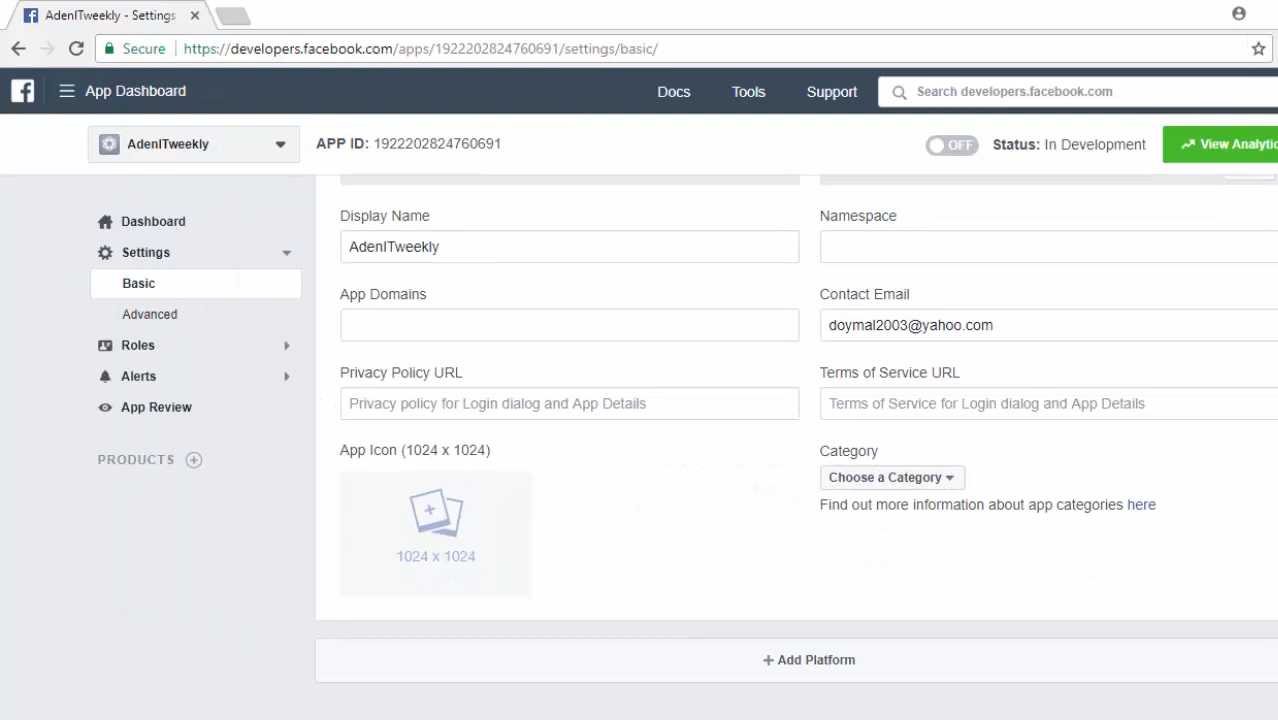 AdenITweekly - Settings
Secure https://developers.facebook.com/apps/1922202824760691/settings/basic/
App Dashboard Docs Tools Support Search developers.facebook.com
AdenITweekly APP ID: 1922202824760691 OFF Status: In Development View
Dashboard
Settings
Basic
Advanced
Roles
Alerts
App Review
PRODUCTS
Display Name Namespace
AdenITweekly
App Domains Contact Email
doymal2003@yahoo.com
Privacy Policy URL Terms of Service URL
Privacy policy for Login dialog and App Details Terms of Service for Login dialog and App Details
App Icon (1024 x 1024) Category
Choose a Category
Find out more information about app categories here
1024 x 1024
+ Add Platform